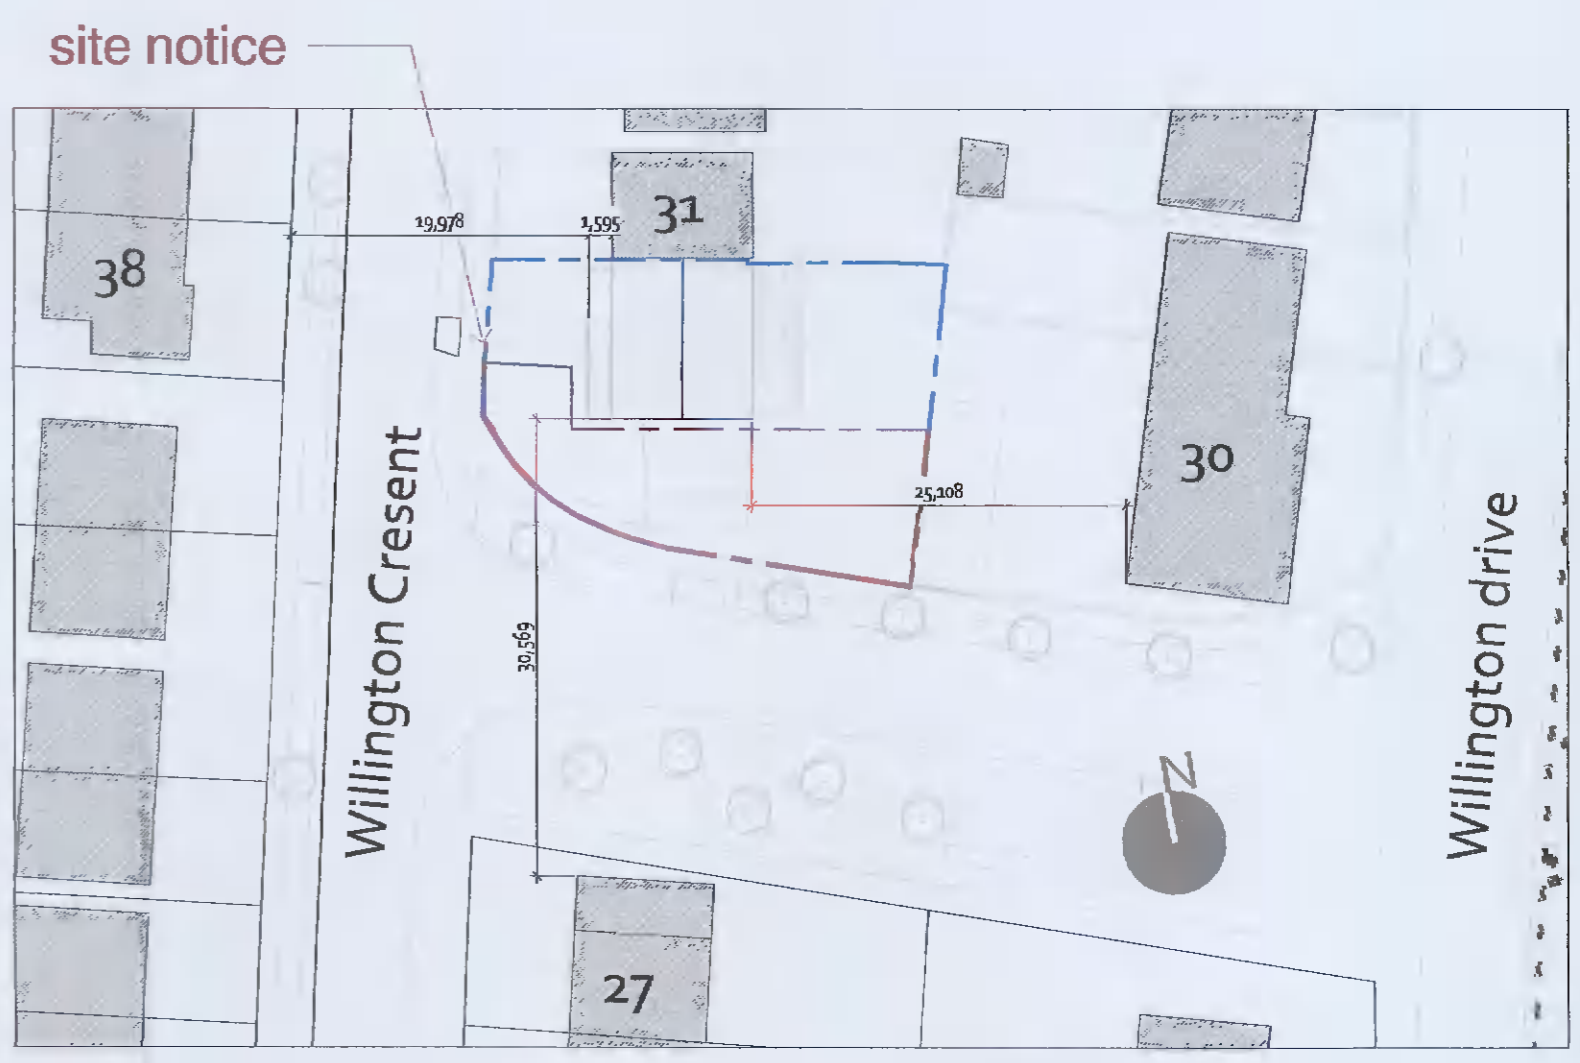 site notice
19,978
1,595
31
38
30
25,108
Willington Cresent
Willington drive
30,569
N
27